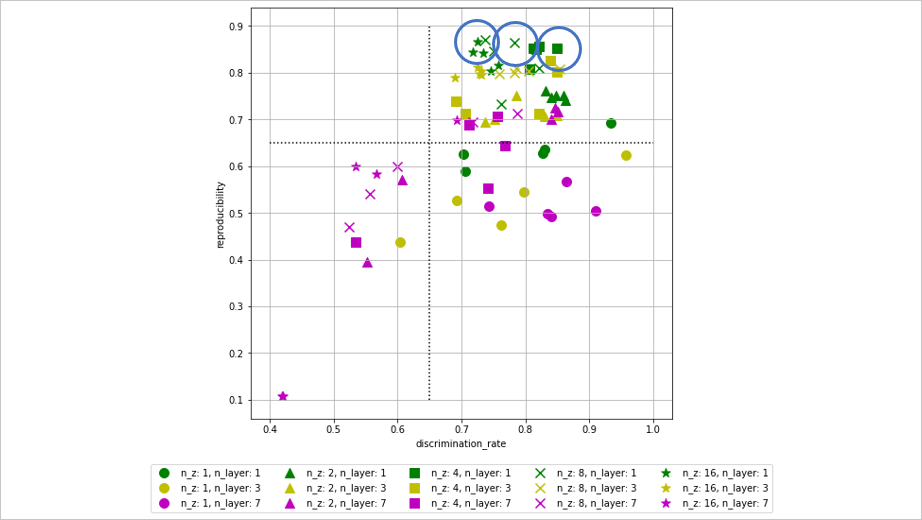 0.9
0.8
0.7
0.6
0.5
0.4
0.3
0.2
0.1
reproducibility
0.4 0.5 0.6 0.7 0.8 0.9 1.0
discrimination_rate
n_z: 1, n_layer: 1 n_z: 2, n_layer: 1 n_z: 4, n_layer: 1 n_z: 8, n_layer: 1 n_z: 16, n_layer: 1
n_z: 1, n_layer: 3 n_z: 2, n_layer: 3 n_z: 4, n_layer: 3 n_z: 8, n_layer: 3 n_z: 16, n_layer: 3
n_z: 1, n_layer: 7 n_z: 2, n_layer: 7 n_z: 4, n_layer: 7 n_z: 8, n_layer: 7 n_z: 16, n_layer: 7